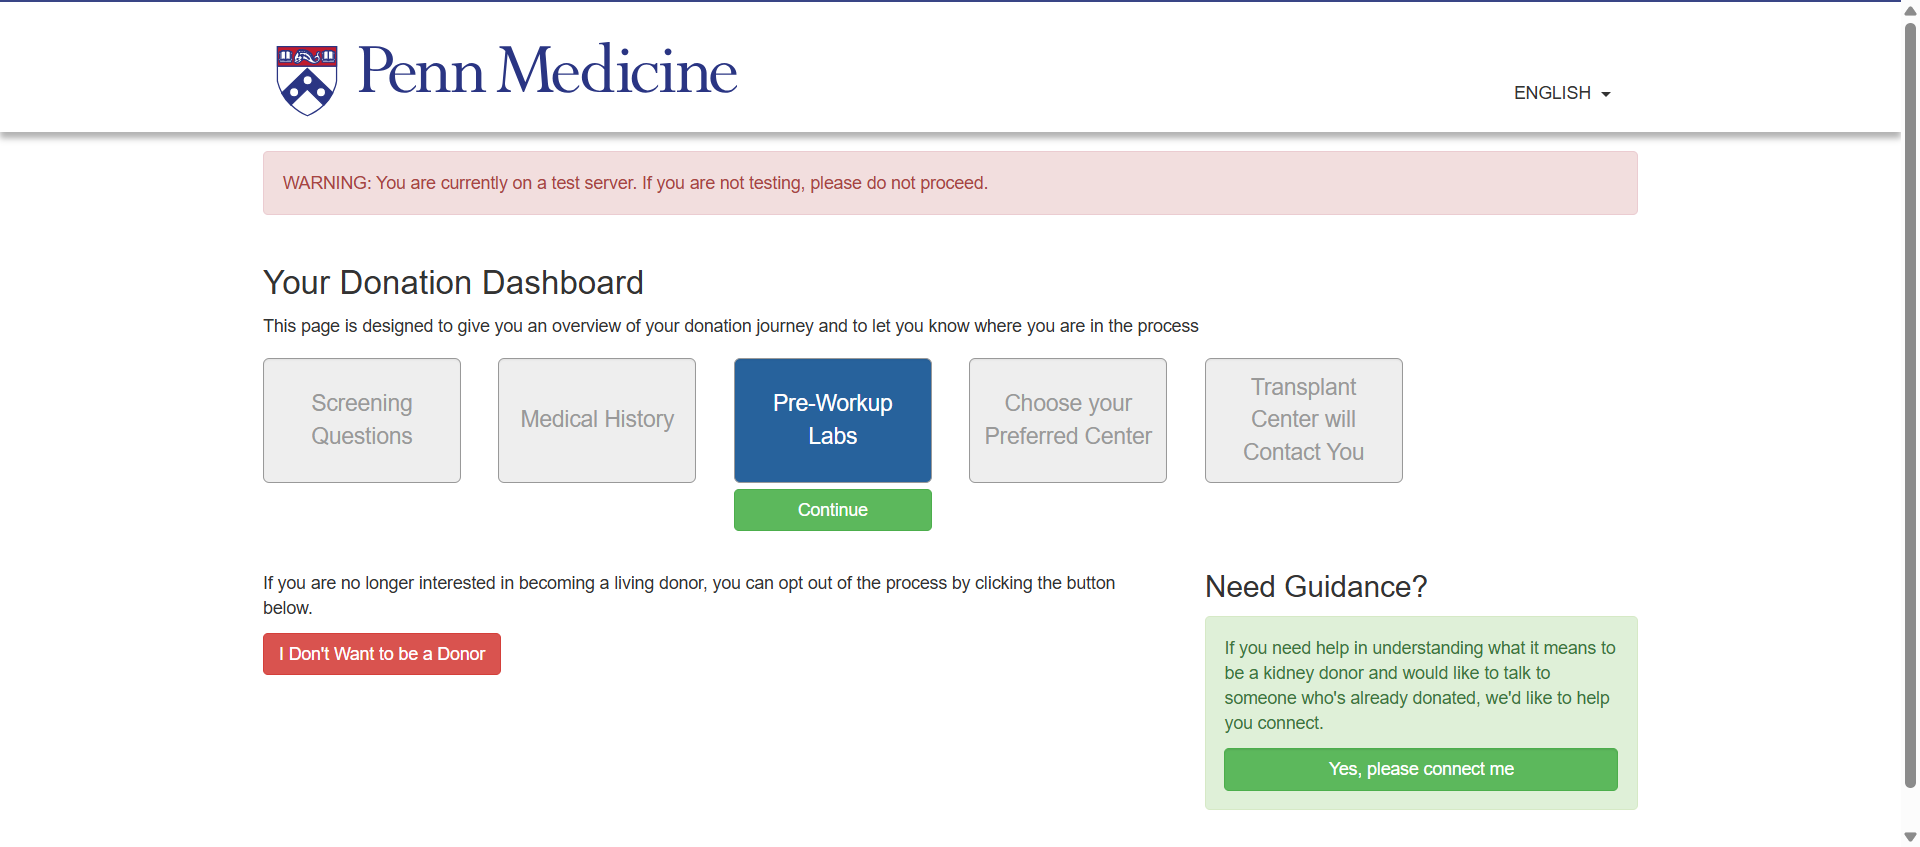 Penn Medicine
ENGLISH
WARNING: You are currently on a test server. If you are not testing, please do not proceed.
Your Donation Dashboard
This page is designed to give you an overview of your donation journey and to let you know where you are in the process
Screening
Questions
Medical History
Pre-Workup
Labs
Continue
Choose your
Preferred Center
Transplant
Center will
Contact You
If you are no longer interested in becoming a living donor, you can opt out of the process by clicking the button
below.
I Don't Want to be a Donor
Need Guidance?
If you need help in understanding what it means to
be a kidney donor and would like to talk to
someone who's already donated, we'd like to help
you connect.
Yes, please connect me